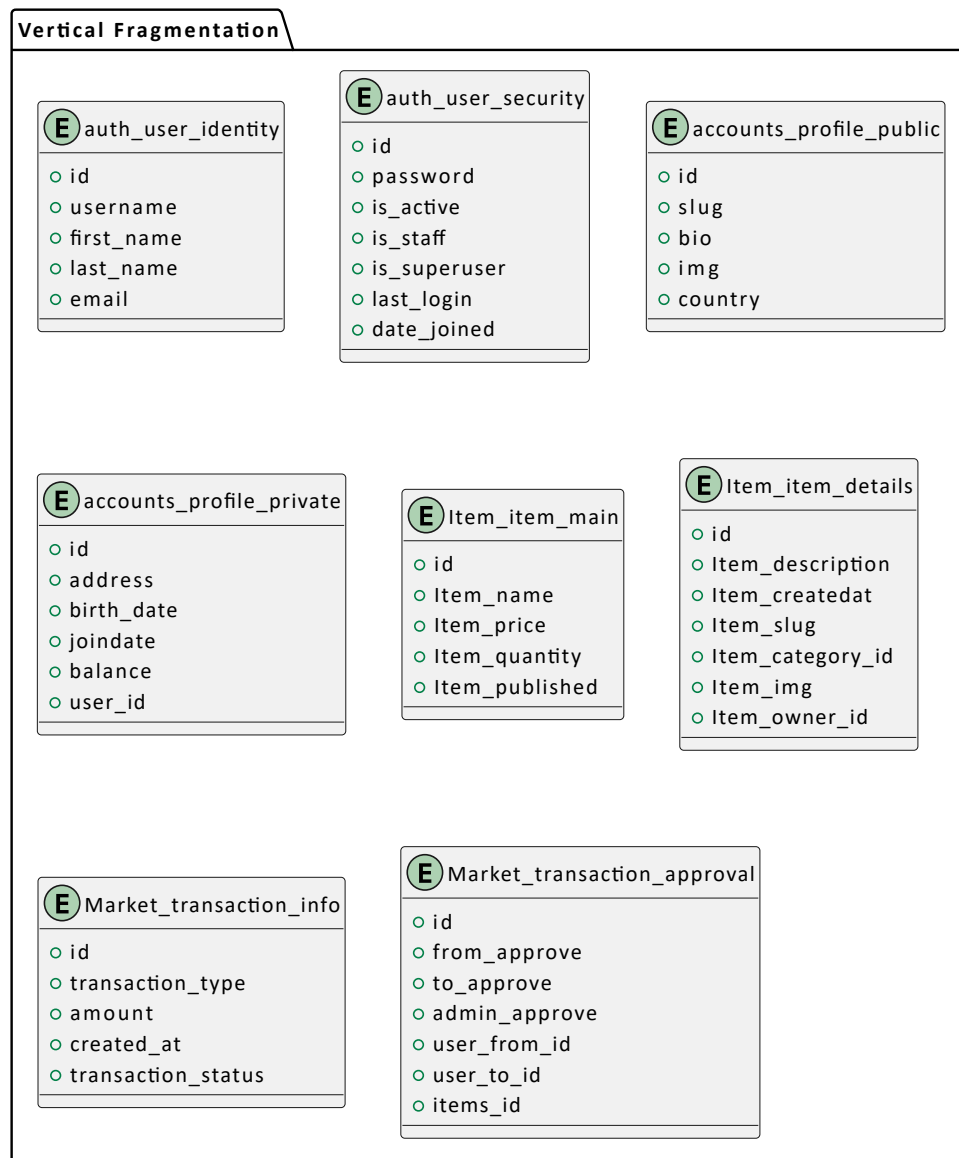 Vertical Fragmentation
E auth_user_identity
id
username
first_name
last_name
email
E auth_user_security
id
password
is_active
is_staff
is_superuser
last_login
date_joined
E accounts_profile_public
id
slug
bio
img
country
E accounts_profile_private
id
address
birth_date
joindate
balance
user_id
E Item_item_main
id
Item_name
Item_price
Item_quantity
Item_published
E Item_item_details
id
Item_description
Item_createdat
Item_slug
Item_category_id
Item_img
Item_owner_id
E Market_transaction_info
id
transaction_type
amount
created_at
transaction_status
E Market_transaction_approval
id
from_approve
to_approve
admin_approve
user_from_id
user_to_id
items_id